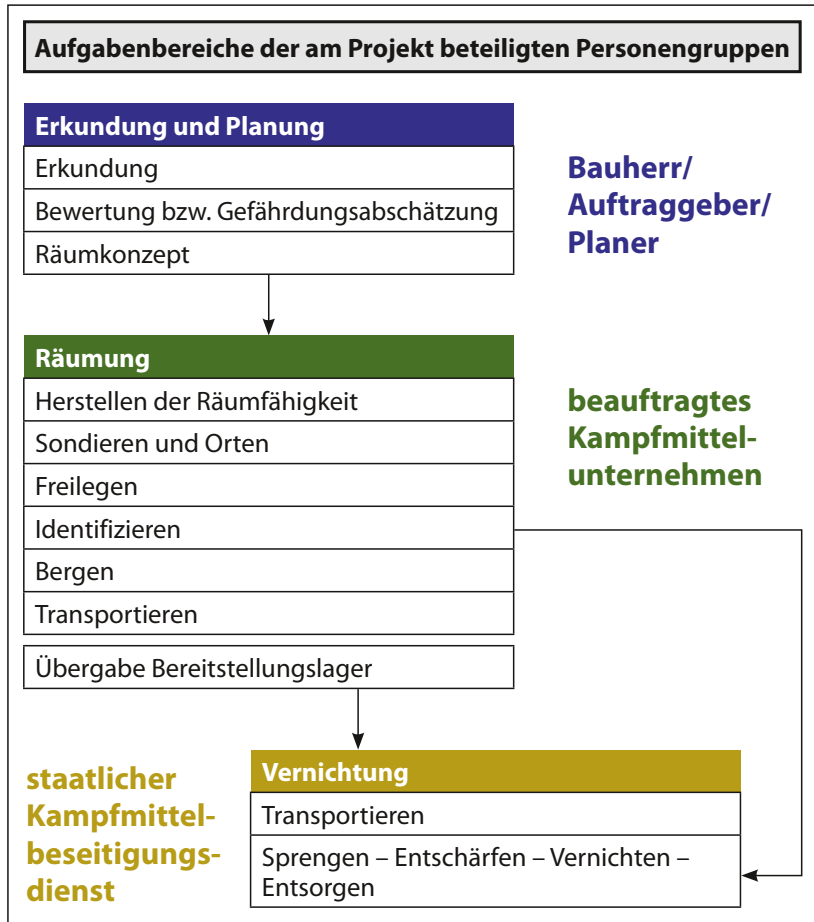 Aufgabenbereiche der am Projekt beteiligten Personengruppen
Erkundung und Planung
Erkundung
Bewertung bzw. Gefährdungsabschätzung
Räumkonzept
Bauherr/
Auftraggeber/
Planer
Räumung
Herstellen der Räumfähigkeit
Sondieren und Orten
Freilegen
Identifizieren
Bergen
Transportieren
Übergabe Bereitstellungslager
beauftragtes
Kampfmittel-
unternehmen
staatlicher
Kampfmittel-
beseitigungs-
dienst
Vernichtung
Transportieren
Sprengen – Entschärfen – Vernichten –
Entsorgen